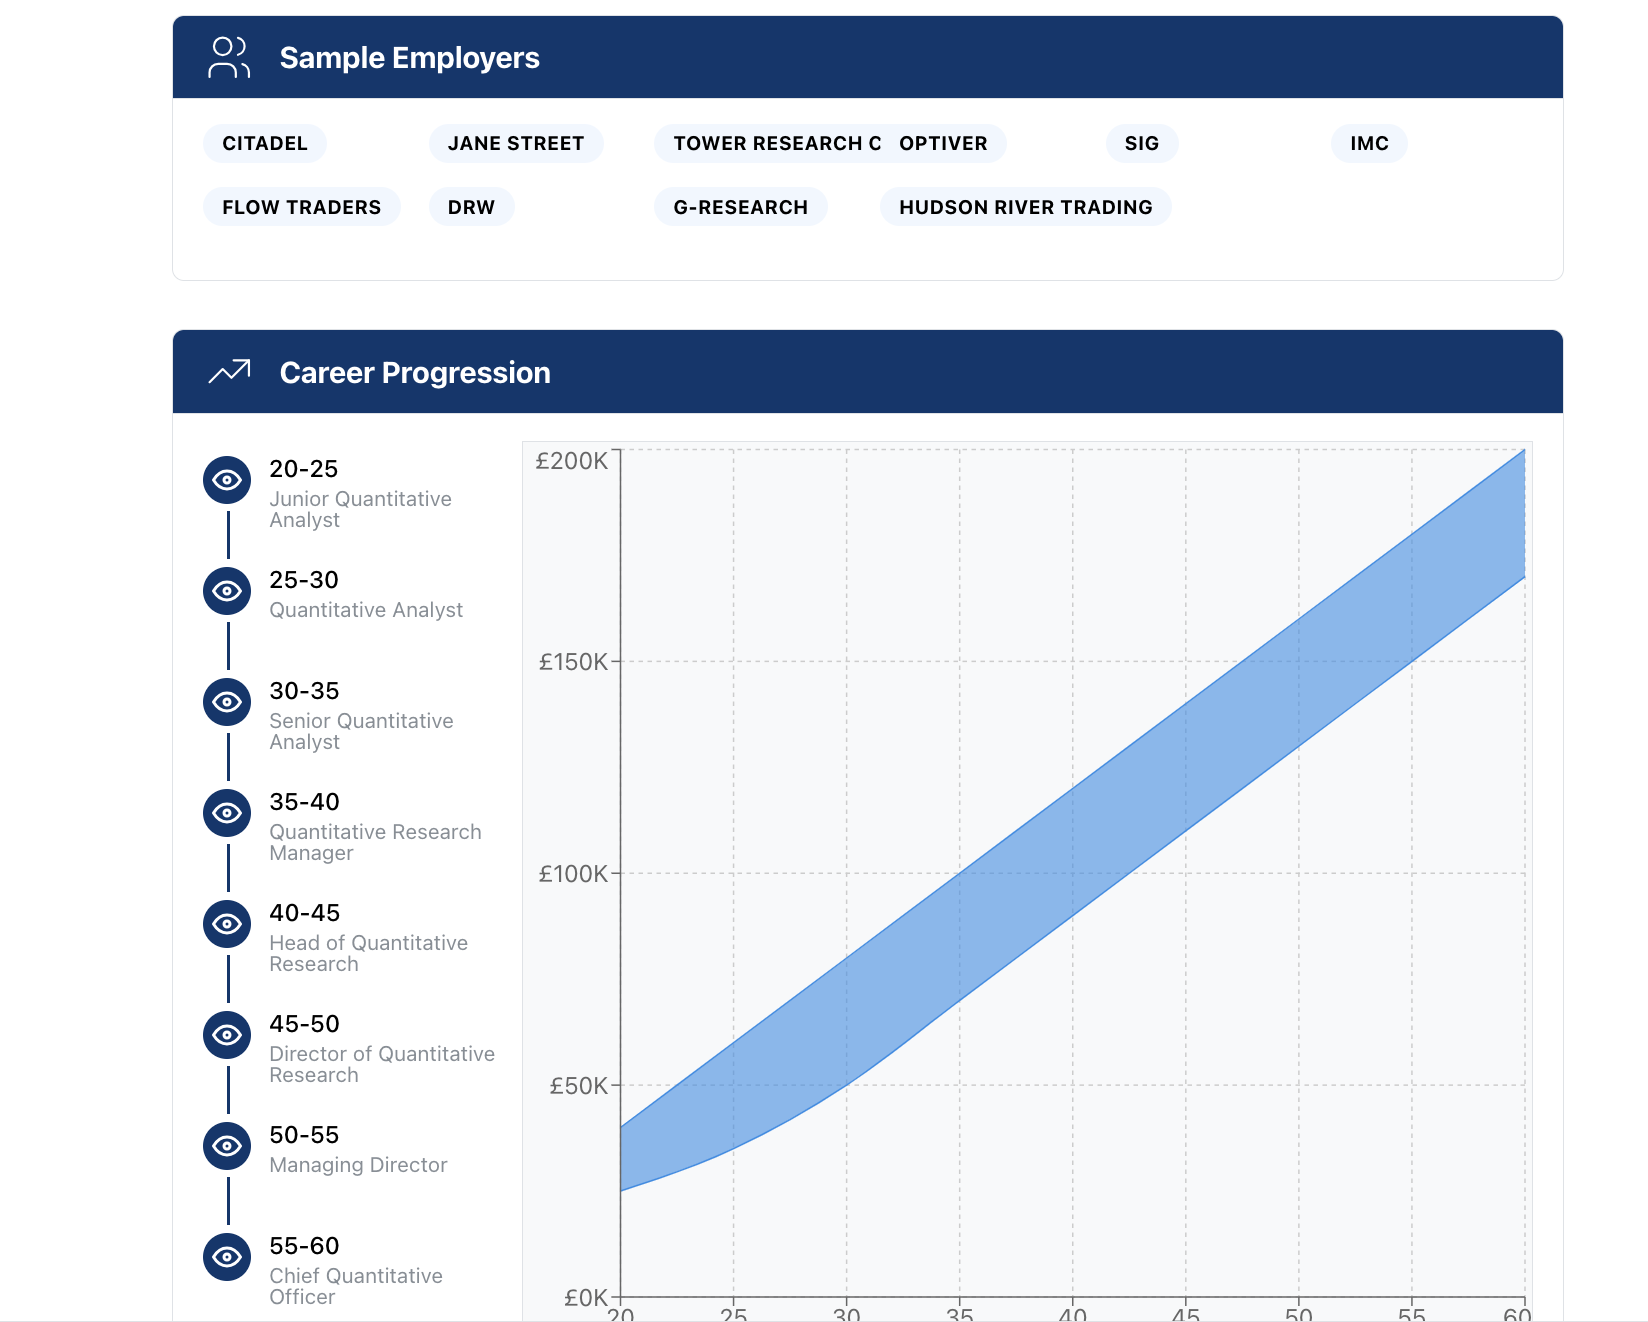 Sample Employers
CITADEL
JANE STREET
TOWER RESEARCH C
OPTIVER
SIG
IMC
FLOW TRADERS
DRW
G-RESEARCH
HUDSON RIVER TRADING
Career Progression
20-25
Junior Quantitative
Analyst
25-30
Quantitative Analyst
30-35
Senior Quantitative
Analyst
35-40
Quantitative Research
Manager
40-45
Head of Quantitative
Research
45-50
Director of Quantitative
Research
50-55
Managing Director
55-60
Chief Quantitative
Officer
£200K
£150K
£100K
£50K
£0K
20 25 30 35 40 45 50 55 60